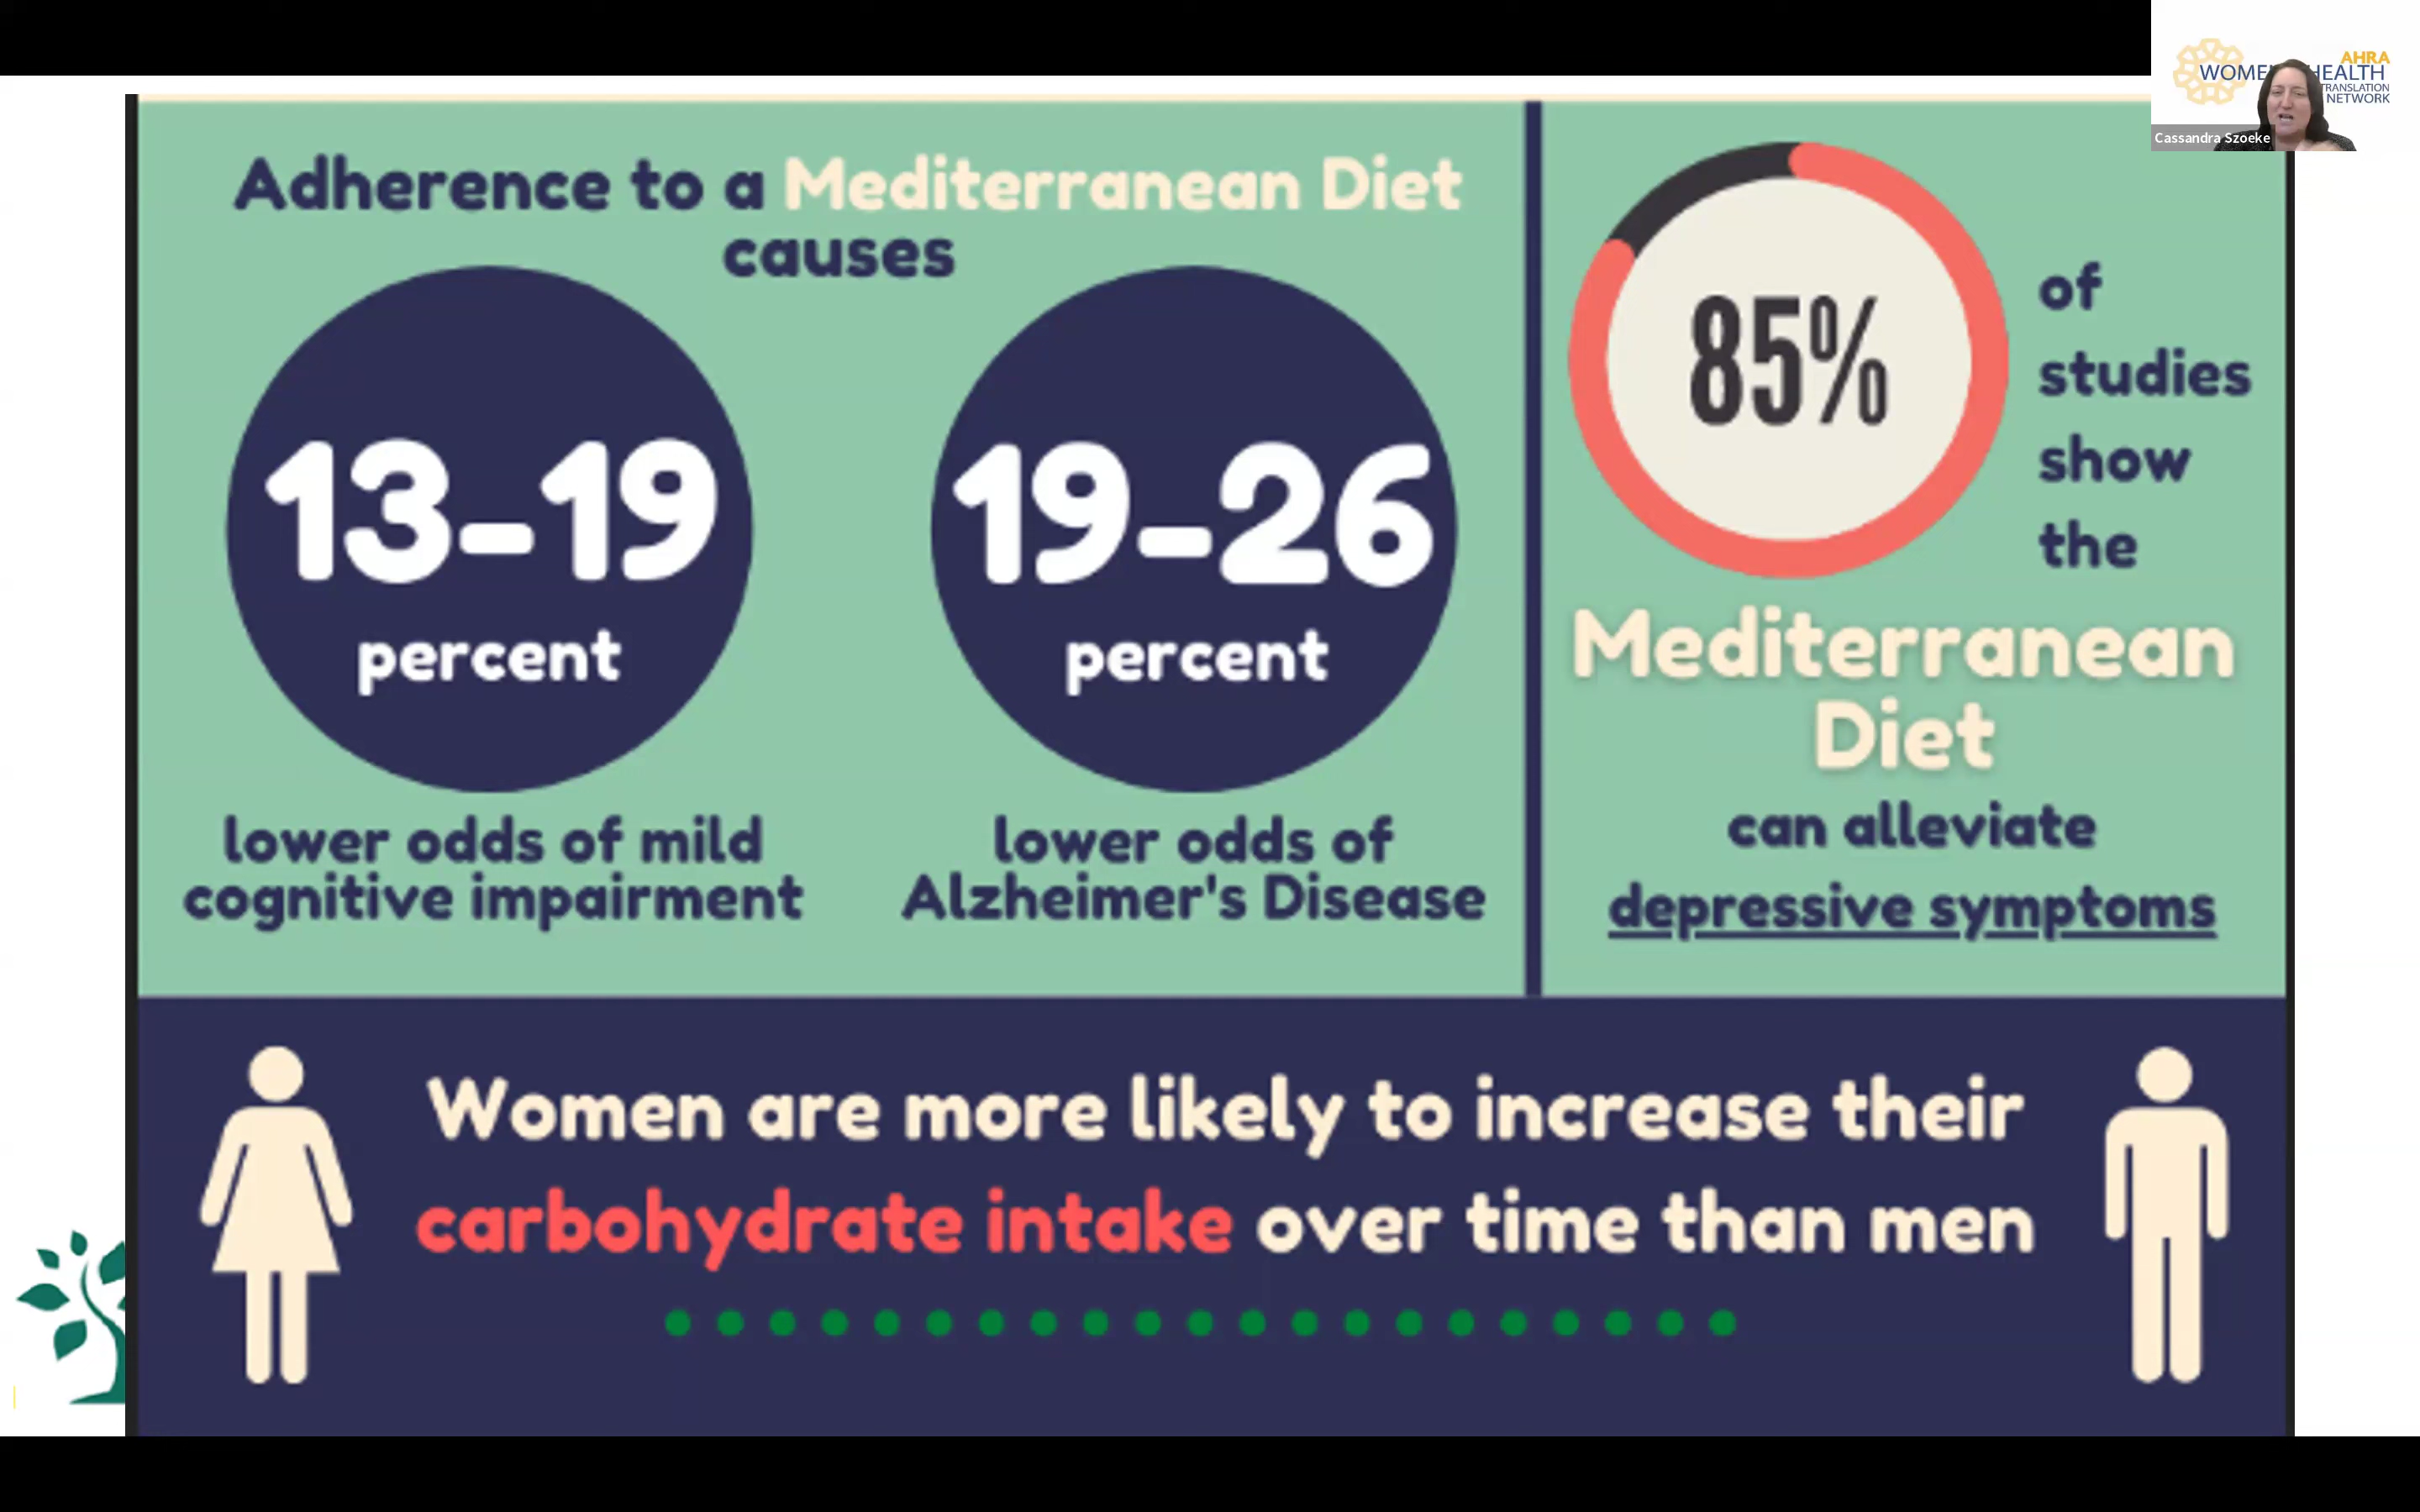 Adherence to a Mediterranean Diet
causes
13-19
percent
lower odds of mild
cognitive impairment
19-26
percent
lower odds of
Alzheimer's Disease
85%
of
studies
show
the
Mediterranean
Diet
can alleviate
depressive symptoms
Women are more likely to increase their
carbohydrate intake over time than men
AHRA
WOME HEALTH
TRANSLATION
NETWORK
Cassandra Szoeke